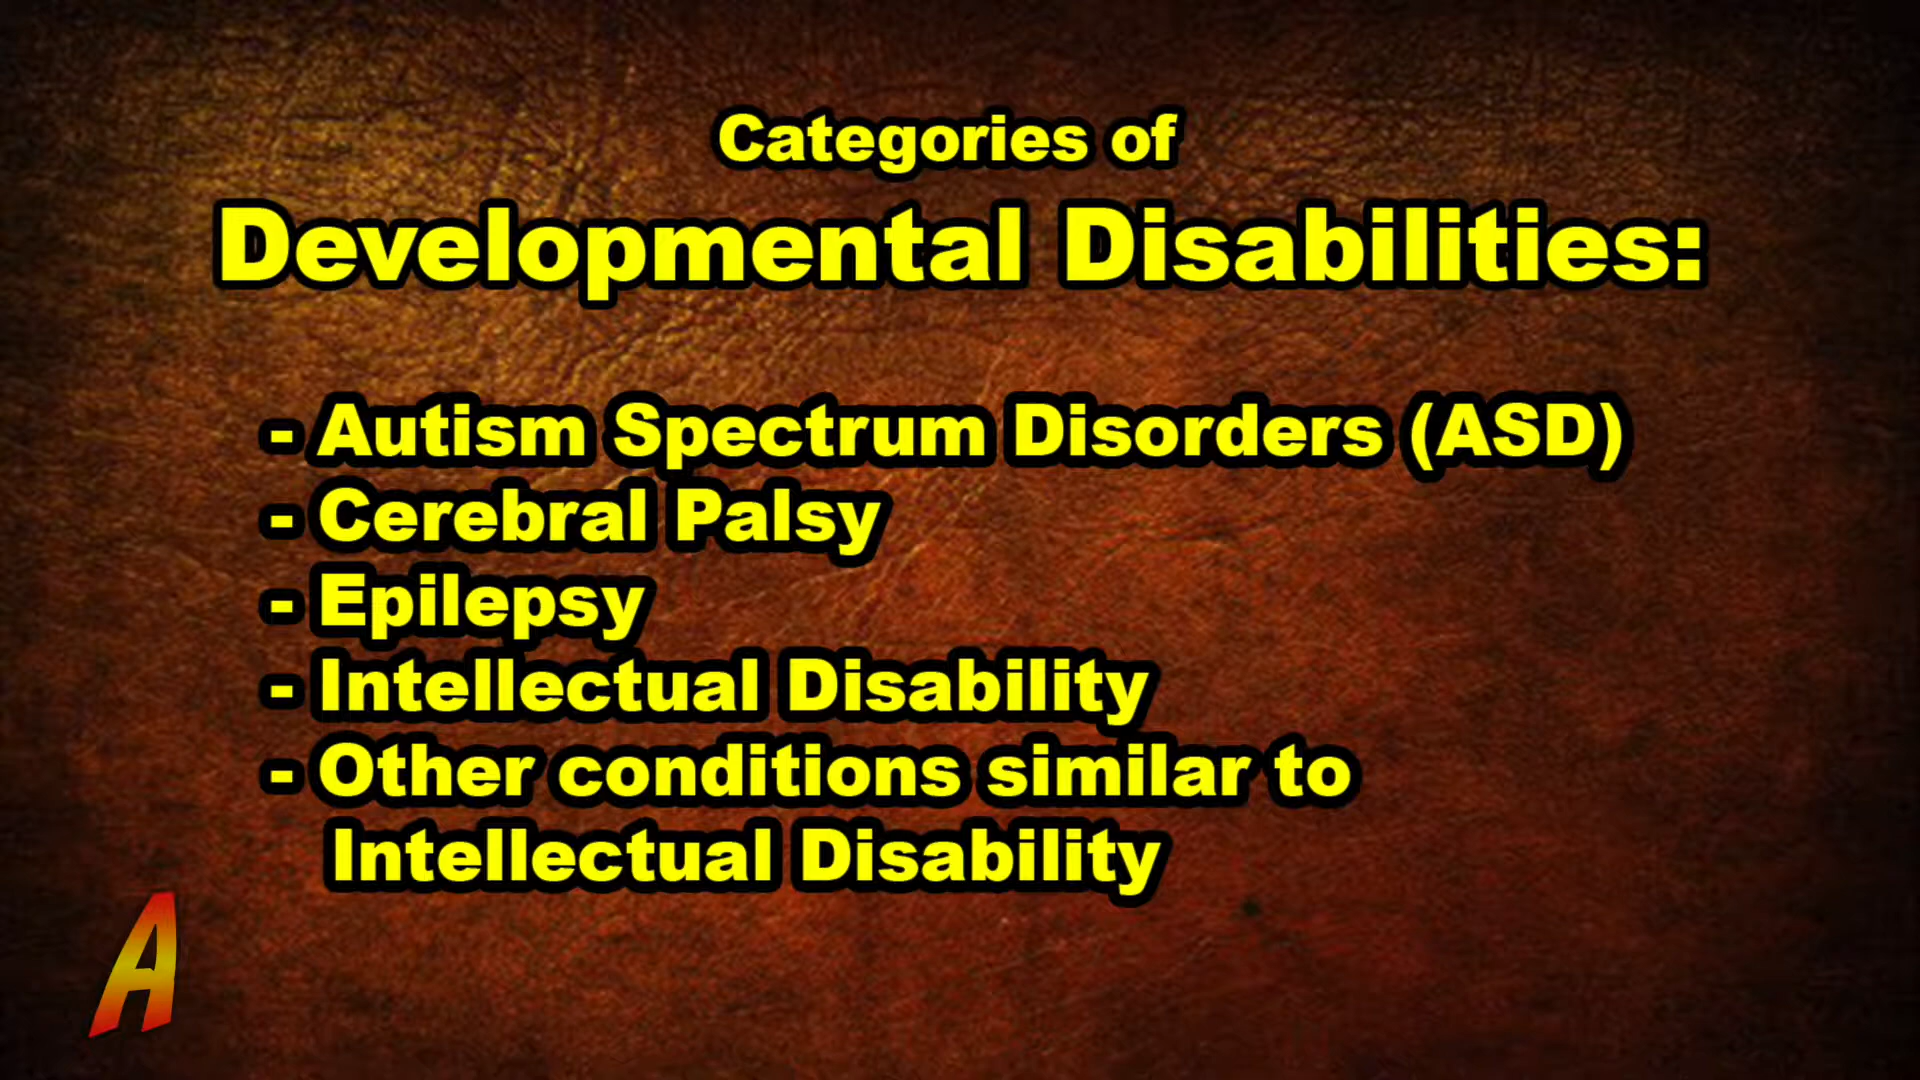 Categories of
Developmental Disabilities:
- Autism Spectrum Disorders (ASD)
- Cerebral Palsy
- Epilepsy
- Intellectual Disability
- Other conditions similar to
Intellectual Disability
A